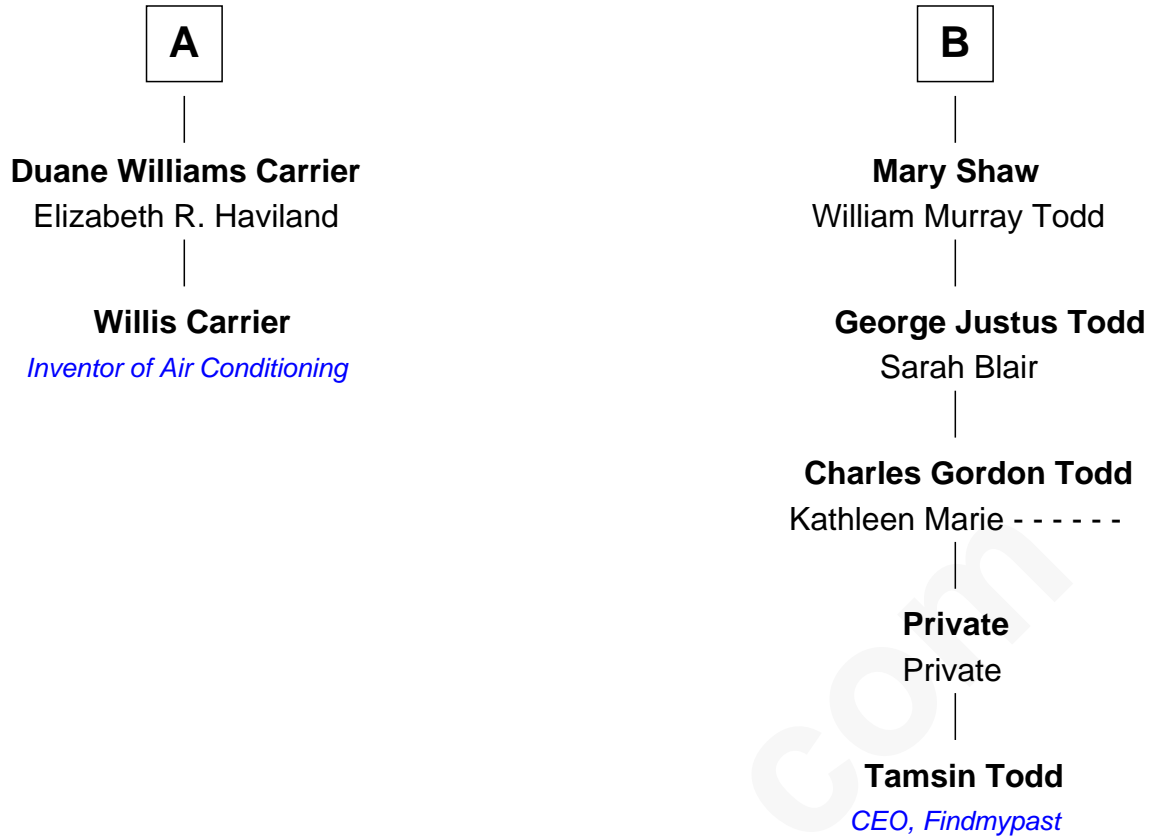 A
Duane Williams Carrier
Elizabeth R. Haviland
Willis Carrier
Inventor of Air Conditioning
B
Mary Shaw
William Murray Todd
George Justus Todd
Sarah Blair
Charles Gordon Todd
Kathleen Marie - - - - - -
Private
Private
Tamsin Todd
CEO, Findmypast
com